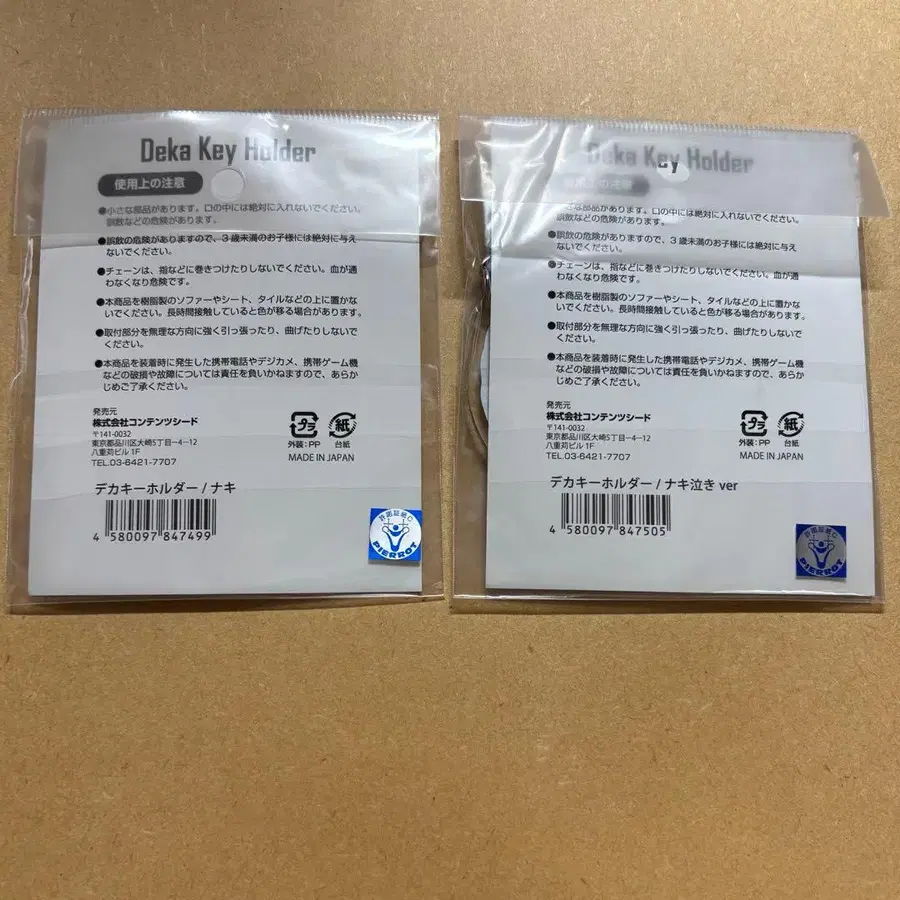 Deka Key Holder
使用上の注意
●小さな部品があります。口の中には絶対に入れないでください。
誤飲などの危険があります。
●誤飲の危険がありますので、3歳未満のお子様には絶対に与え
ないでください。
●チェーンは、指などに巻きつけたりしないでください。血が通
わなくなり危険です。
●本商品を樹脂製のソファーやシート、タイルなどの上に置かな
いでください。長時間接触していると色が移る場合があります。
●取付部分を無理な方向に強く引っ張ったり、曲げたりしないで
ください。
●本商品を装着時に発生した携帯電話やデジカメ、携帯ゲーム機
などの破損や故障については責任を負いかねますので、あらか
じめご了承ください。
発売元
株式会社コンテンツシード
〒141-0032
東京都品川区大崎5丁目-4-12
八重苅ビル1F
TEL.03-6421-7707
プラ
外装:PP
紙
台紙
MADE IN JAPAN
デカキーホルダー / ナキ
4 580097 847499
許諾証紙C
PIERROT
Deka Key Holder
使用上の注意
●小さな部品があります。口の中には絶対に入れないでください。
誤飲などの危険があります。
●誤飲の危険がありますので、3歳未満のお子様には絶対に与え
ないでください。
●チェーンは、指などに巻きつけたりしないでください。血が通
わなくなり危険です。
●本商品を樹脂製のソファーやシート、タイルなどの上に置かな
いでください。長時間接触していると色が移る場合があります。
●取付部分を無理な方向に強く引っ張ったり、曲げたりしないで
ください。
●本商品を装着時に発生した携帯電話やデジカメ、携帯ゲーム機
などの破損や故障については責任を負いかねますので、あらか
じめご了承ください。
発売元
株式会社コンテンツシード
〒141-0032
東京都品川区大崎5丁目-4-12
八重苅ビル1F
TEL.03-6421-7707
プラ
外装:PP
紙
台紙
MADE IN JAPAN
デカキーホルダー / ナキ泣き ver
4 580097 847505
許諾証紙C
PIERROT